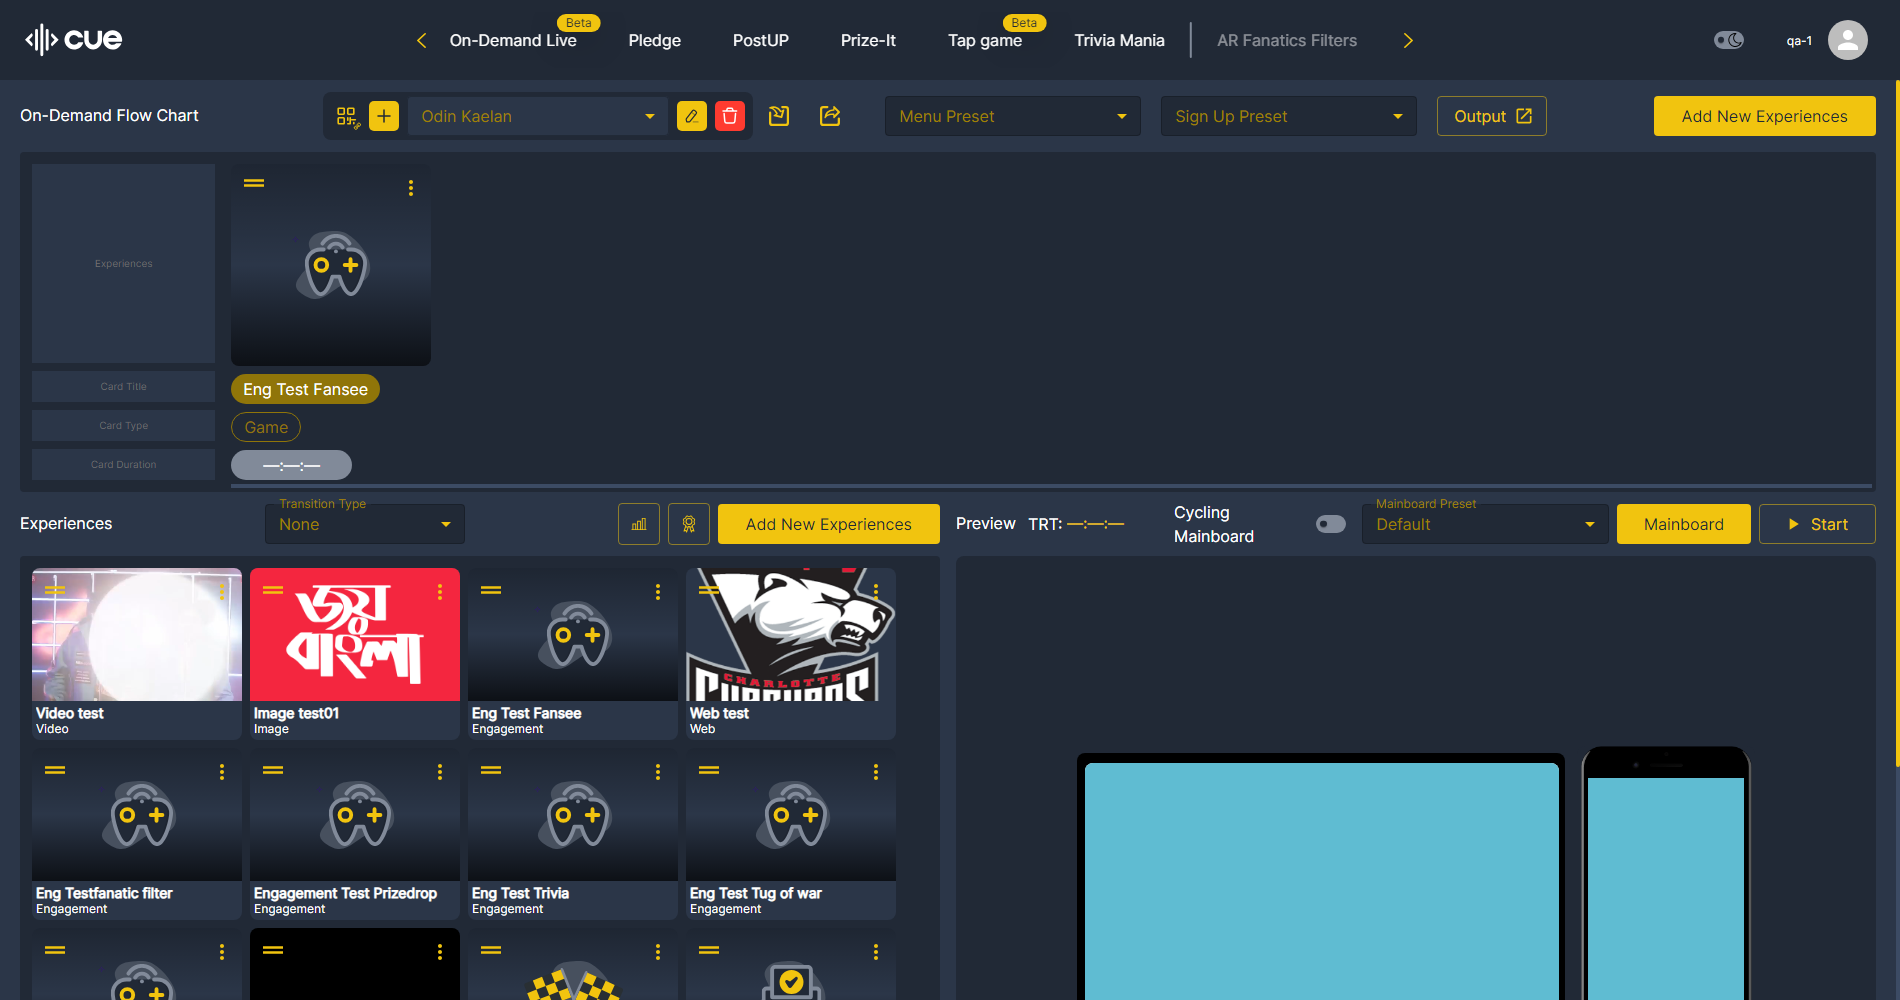 cue
On-Demand Live
Beta
Pledge
PostUP
Prize-It
Tap game
Beta
Trivia Mania
AR Fanatics Filters
qa-1
On-Demand Flow Chart
Odin Kaelan
Menu Preset
Sign Up Preset
Output
Add New Experiences
Experiences
Card Title
Eng Test Fansee
Card Type
Game
Card Duration
—:—:—
Experiences
Transition Type
None
Add New Experiences
Preview
TRT: —:—:—
Cycling
Mainboard
Mainboard Preset
Default
Mainboard
Start
জয়
বাংলা
CHARLOTTE
Video test
Video
Image test01
Image
Eng Test Fansee
Engagement
Web test
Web
Eng Testfanatic filter
Engagement
Engagement Test Prizedrop
Engagement
Eng Test Trivia
Engagement
Eng Test Tug of war
Engagement